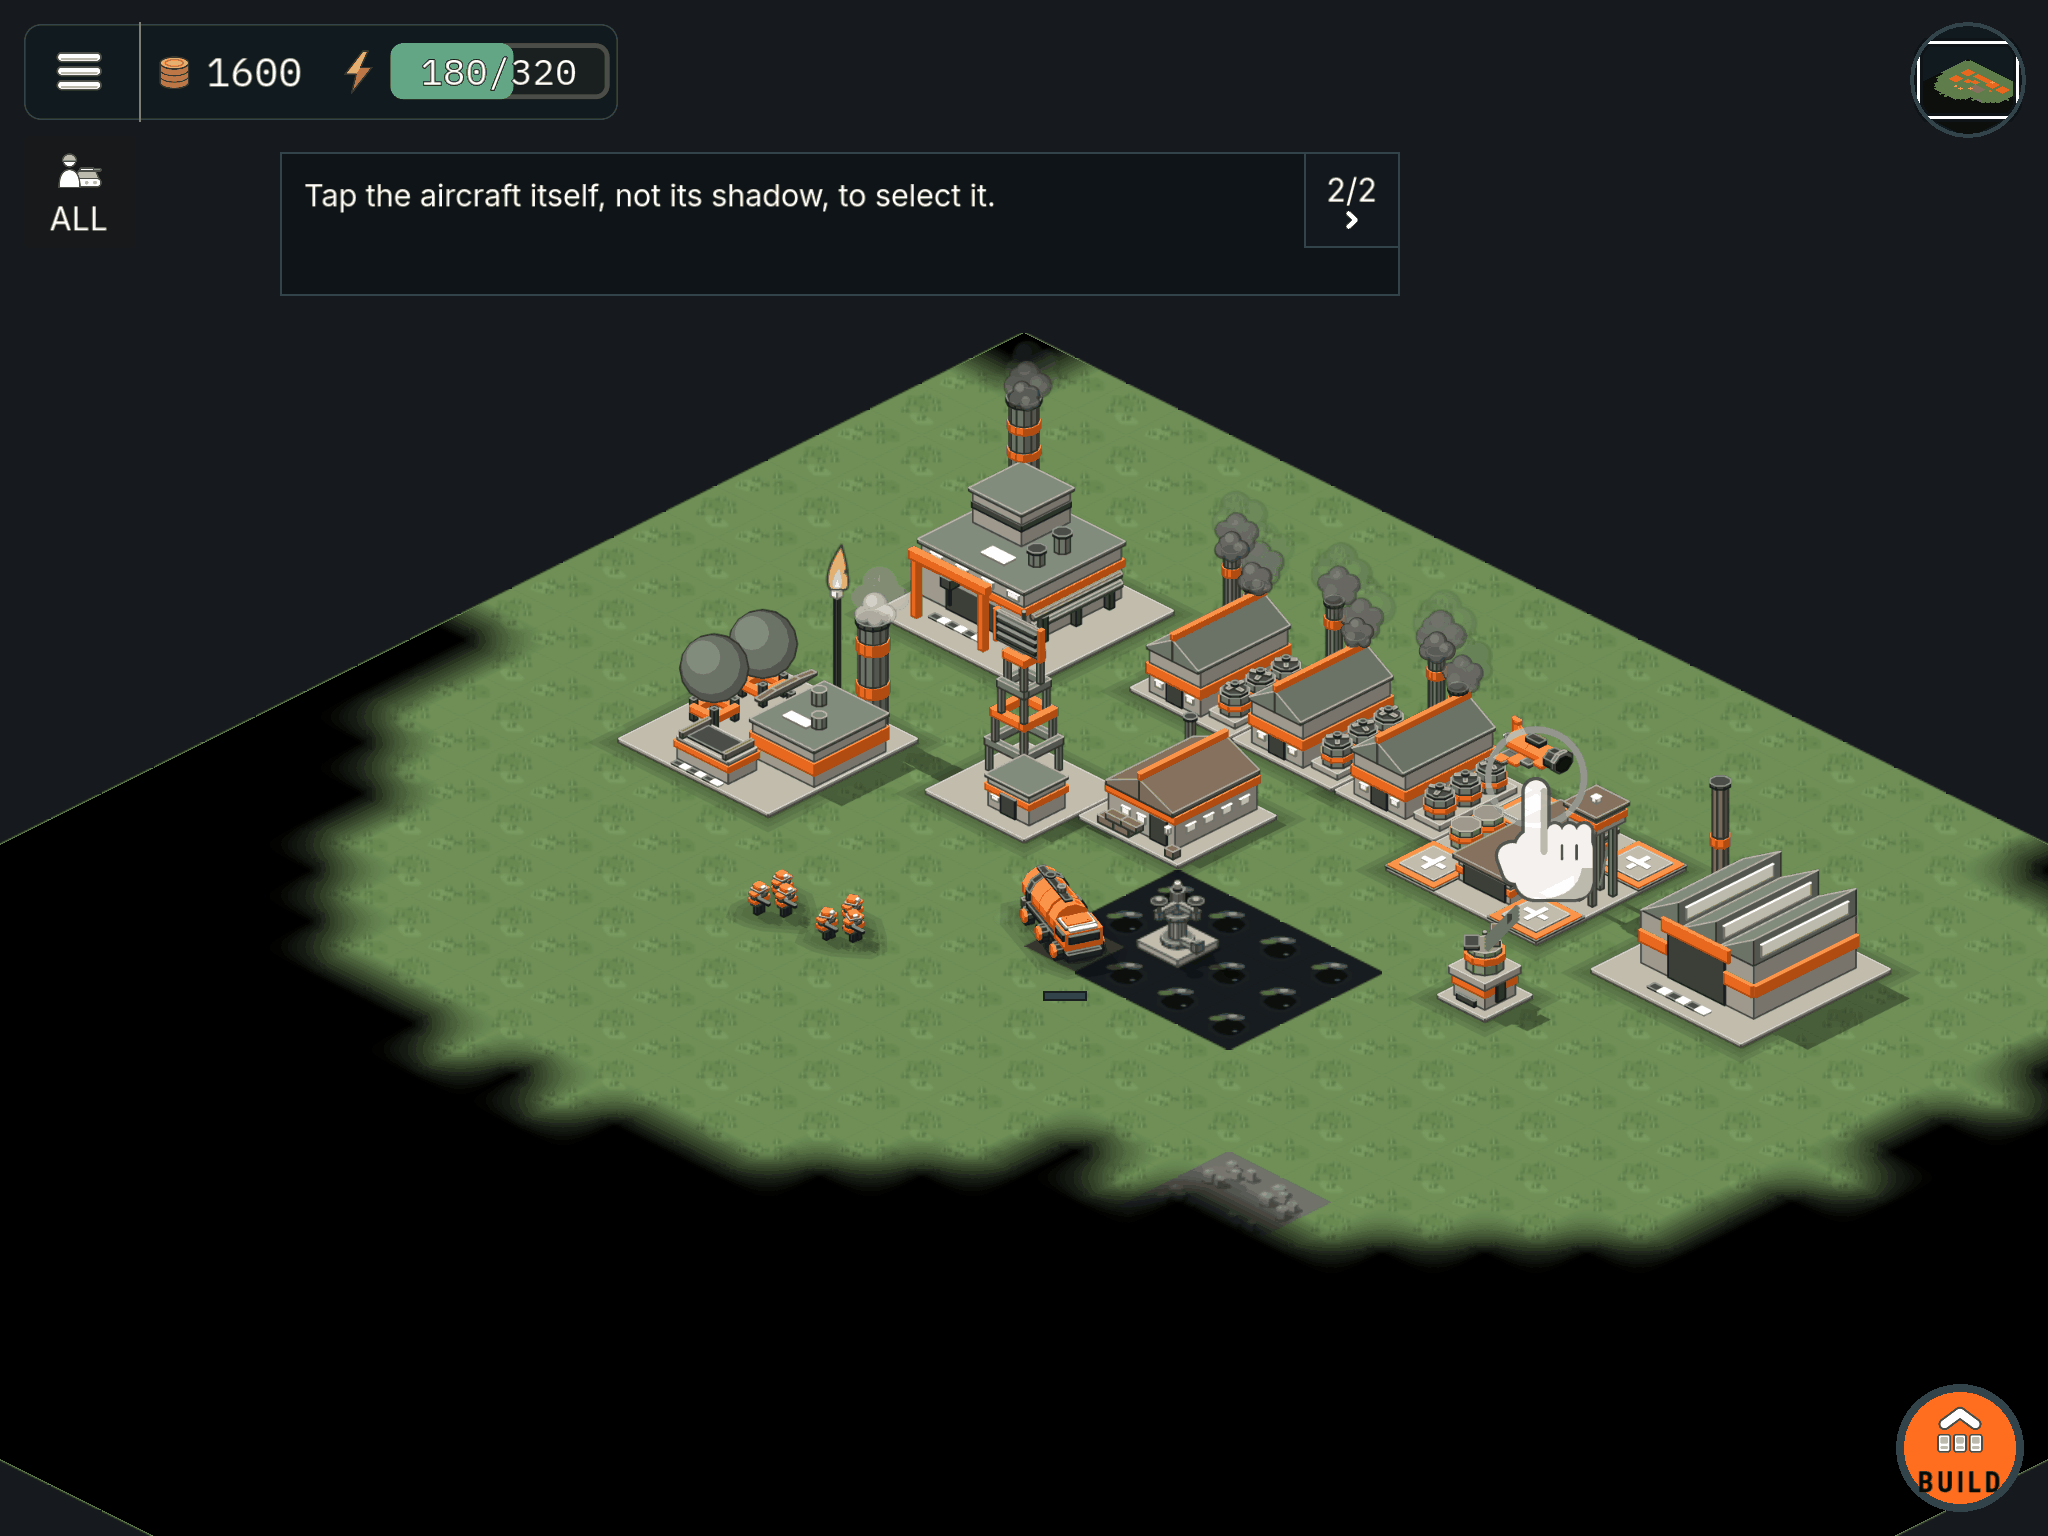 1600
180/320
ALL
Tap the aircraft itself, not its shadow, to select it.
2/2
BUILD